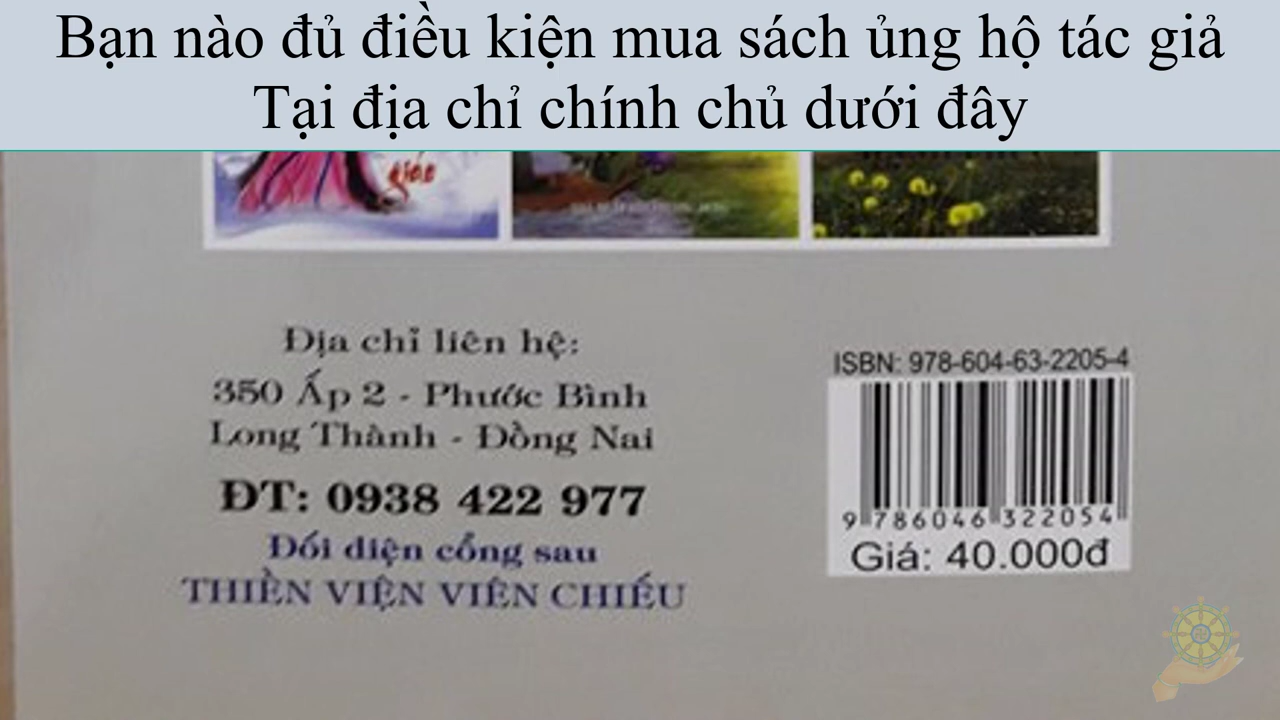 Bạn nào đủ điều kiện mua sách ủng hộ tác giả
Tại địa chỉ chính chủ dưới đây
giác
Địa chỉ liên hệ:
350 Ấp 2 - Phước Bình
Long Thành - Đồng Nai
ĐT: 0938 422 977
Đối diện cổng sau
THIỀN VIỆN VIÊN CHIẾU
ISBN: 978-604-63-2205-4
9 786046 322054
Giá: 40.000đ